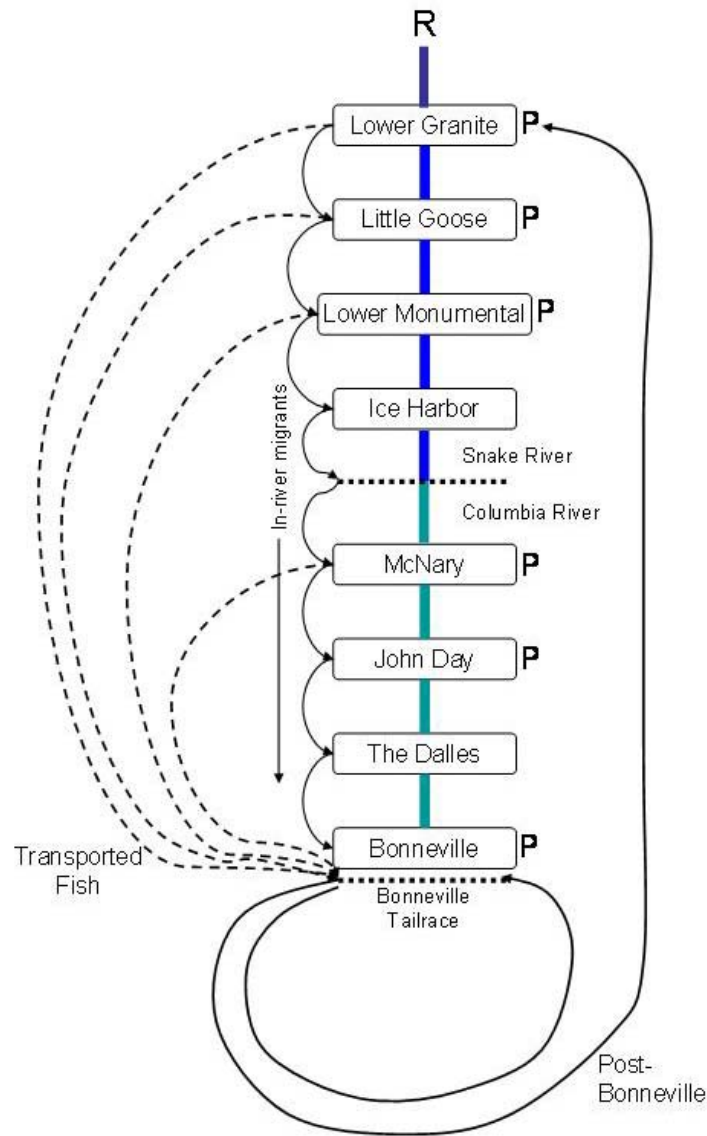 R
Lower Granite P
Little Goose P
Lower Monumental P
Ice Harbor
In-river migrants
Snake River
Columbia River
McNary P
John Day P
The Dalles
Bonneville P
Transported
Fish
Bonneville
Tailrace
Post-
Bonneville